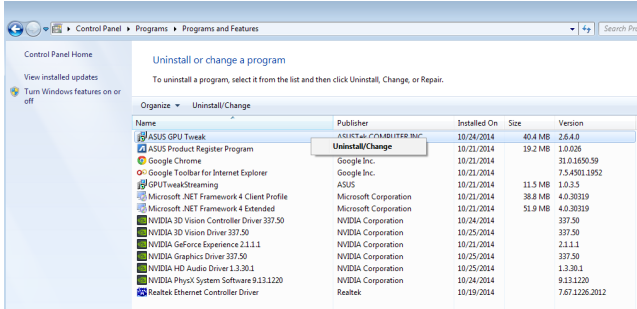 Control Panel Programs Programs and Features Search Pro
Control Panel Home
View installed updates
Turn Windows features on or
off
Uninstall or change a program
To uninstall a program, select it from the list and then click Uninstall, Change, or Repair.
Organize Uninstall/Change
Name Publisher Installed On Size Version
ASUS GPU Tweak ASUSTek COMPUTER INC. 10/24/2014 40.4 MB 2.6.4.0
Uninstall/Change
ASUS Product Register Program 10/21/2014 19.2 MB 1.0.026
Google Chrome Google Inc. 10/21/2014 31.0.1650.59
Google Toolbar for Internet Explorer Google Inc. 10/21/2014 7.5.4501.1952
GPUTweakStreaming ASUS 10/21/2014 11.5 MB 1.0.3.5
Microsoft .NET Framework 4 Client Profile Microsoft Corporation 10/21/2014 38.8 MB 4.0.30319
Microsoft .NET Framework 4 Extended Microsoft Corporation 10/21/2014 51.9 MB 4.0.30319
NVIDIA 3D Vision Controller Driver 337.50 NVIDIA Corporation 10/24/2014 337.50
NVIDIA 3D Vision Driver 337.50 NVIDIA Corporation 10/25/2014 337.50
NVIDIA GeForce Experience 2.1.1.1 NVIDIA Corporation 10/21/2014 2.1.1.1
NVIDIA Graphics Driver 337.50 NVIDIA Corporation 10/25/2014 337.50
NVIDIA HD Audio Driver 1.3.30.1 NVIDIA Corporation 10/25/2014 1.3.30.1
NVIDIA PhysX System Software 9.13.1220 NVIDIA Corporation 10/24/2014 9.13.1220
Realtek Ethernet Controller Driver Realtek 10/19/2014 7.67.1226.2012